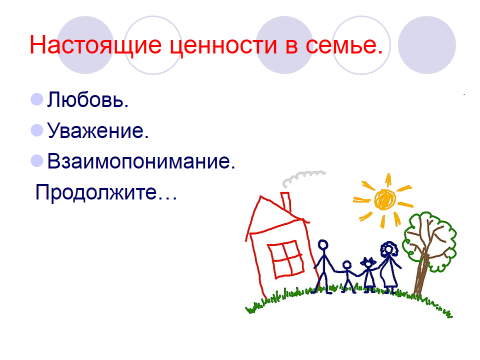 Настоящие ценности в семье.
Любовь.
Уважение.
Взаимопонимание.
Продолжите…